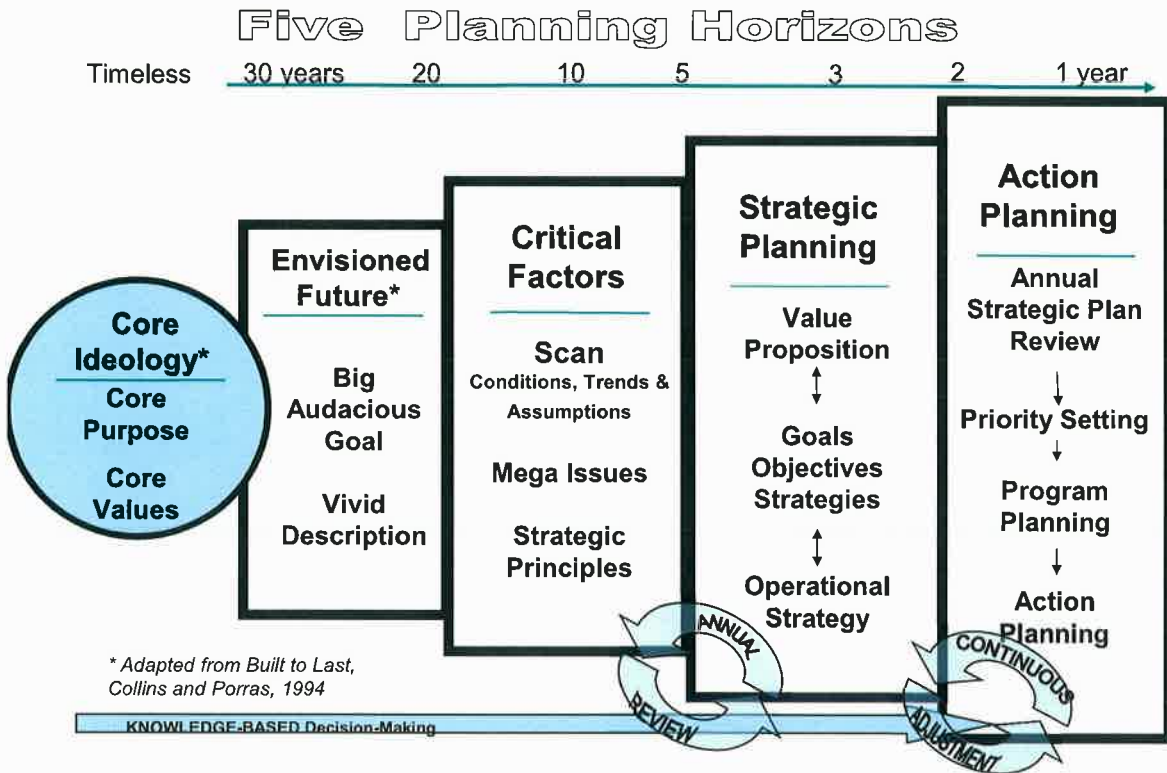 Five Planning Horizons
Timeless 30 years 20 10 5 3 2 1 year
Core
Ideology*
Core
Purpose
Core
Values
Envisioned
Future*
Big
Audacious
Goal
Vivid
Description
Critical
Factors
Scan
Conditions, Trends &
Assumptions
Mega Issues
Strategic
Principles
Strategic
Planning
Value
Proposition
Goals
Objectives
Strategies
Operational
Strategy
Action
Planning
Annual
Strategic Plan
Review
Priority Setting
Program
Planning
Action
Planning
ANNUAL
REVIEW
CONTINUOUS
ADJUSTMENT
* Adapted from Built to Last,
Collins and Porras, 1994
KNOWLEDGE-BASED Decision-Making